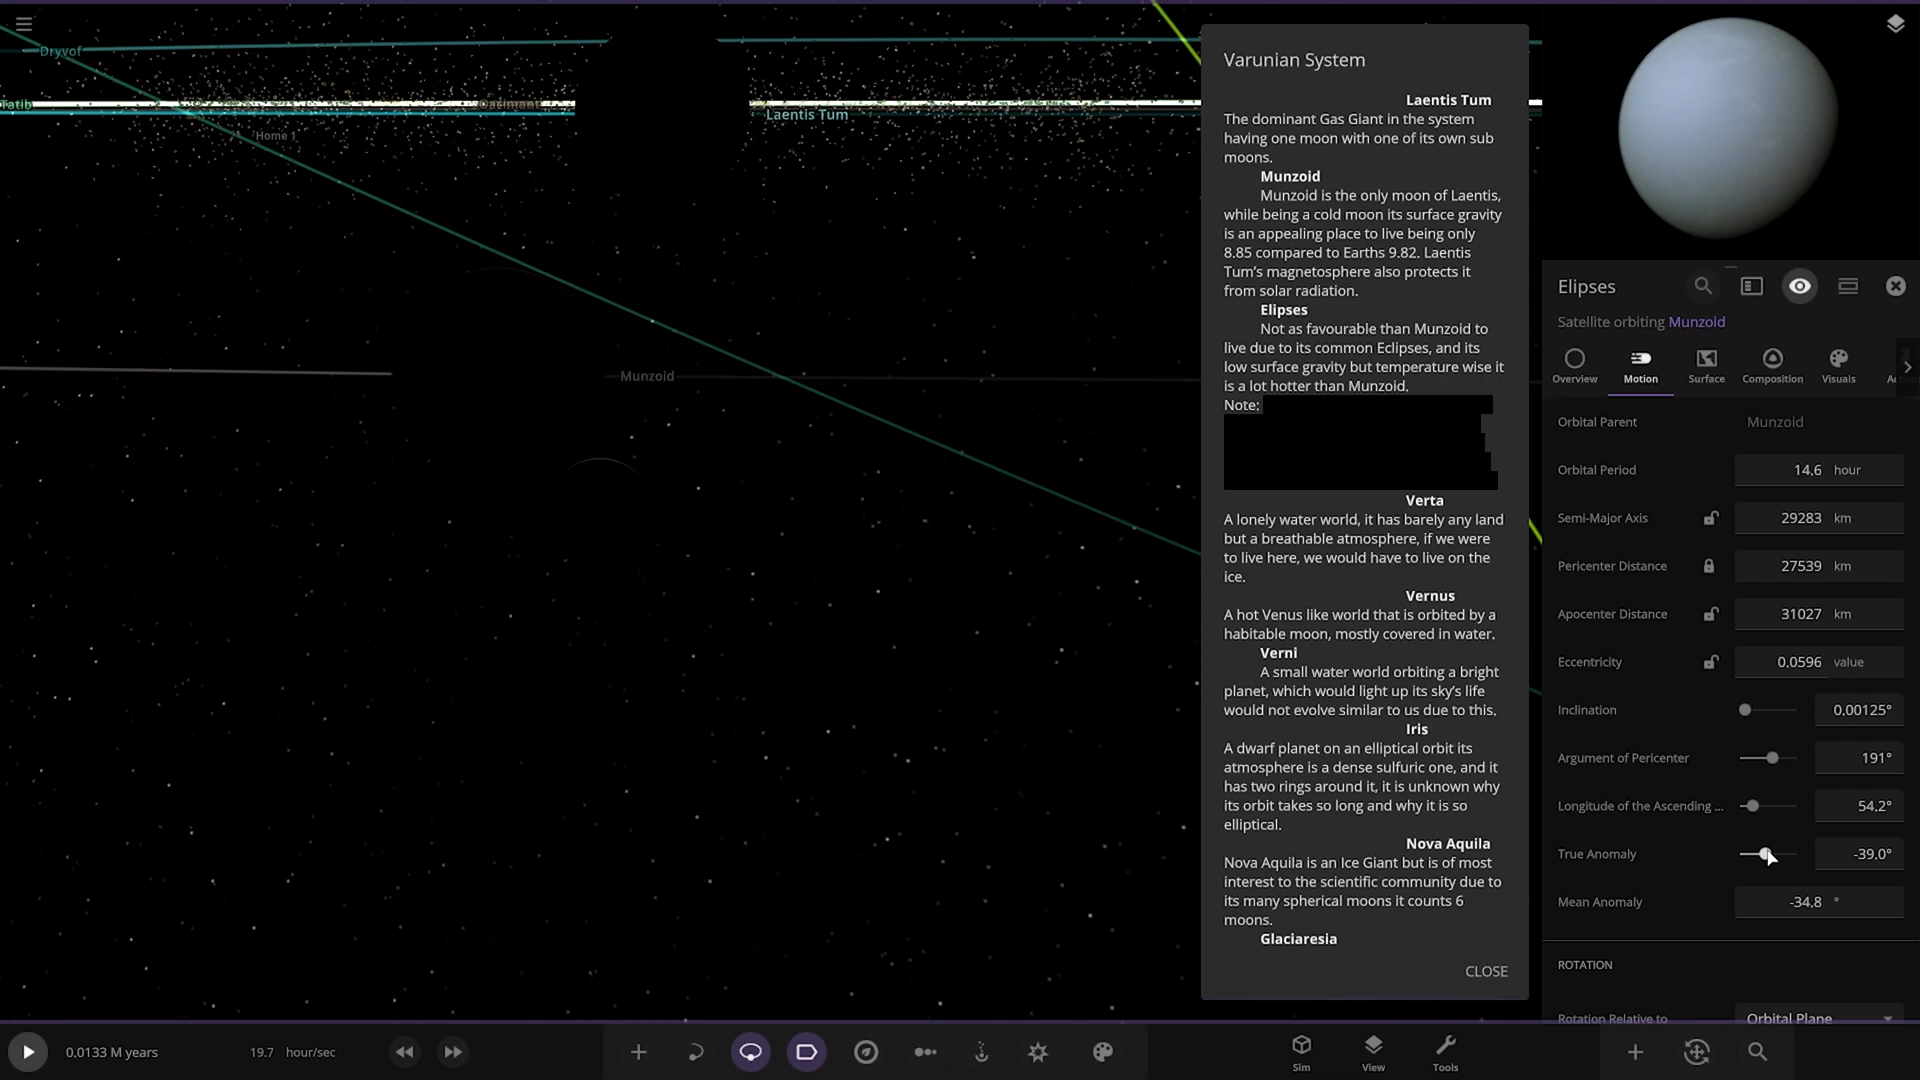 Dryvof
Tatib
Oacimant
Home 1
Laentis Tum
Munzoid
Varunian System
Laentis Tum
The dominant Gas Giant in the system
having one moon with one of its own sub
moons.
Munzoid
Munzoid is the only moon of Laentis,
while being a cold moon its surface gravity
is an appealing place to live being only
8.85 compared to Earths 9.82. Laentis
Tum's magnetosphere also protects it
from solar radiation.
Elipses
Not as favourable than Munzoid to
live due to its common Eclipses, and its
low surface gravity but temperature wise it
is a lot hotter than Munzoid.
Note:
Verta
A lonely water world, it has barely any land
but a breathable atmosphere, if we were
to live here, we would have to live on the
ice.
Vernus
A hot Venus like world that is orbited by a
habitable moon, mostly covered in water.
Verni
A small water world orbiting a bright
planet, which would light up its sky's life
would not evolve similar to us due to this.
Iris
A dwarf planet on an elliptical orbit its
atmosphere is a dense sulfuric one, and it
has two rings around it, it is unknown why
its orbit takes so long and why it is so
elliptical.
Nova Aquila
Nova Aquila is an Ice Giant but is of most
interest to the scientific community due to
its many spherical moons it counts 6
moons.
Glaciaresia
CLOSE
Elipses
Satellite orbiting Munzoid
Overview Motion Surface Composition Visuals
Orbital Parent Munzoid
Orbital Period 14.6 hour
Semi-Major Axis 29283 km
Pericenter Distance 27539 km
Apocenter Distance 31027 km
Eccentricity 0.0596 value
Inclination 0.00125°
Argument of Pericenter 191°
Longitude of the Ascending ... 54.2°
True Anomaly -39.0°
Mean Anomaly -34.8 °
ROTATION
Rotation Relative to Orbital Plane
0.0133 M years 19.7 hour/sec
Sim View Tools